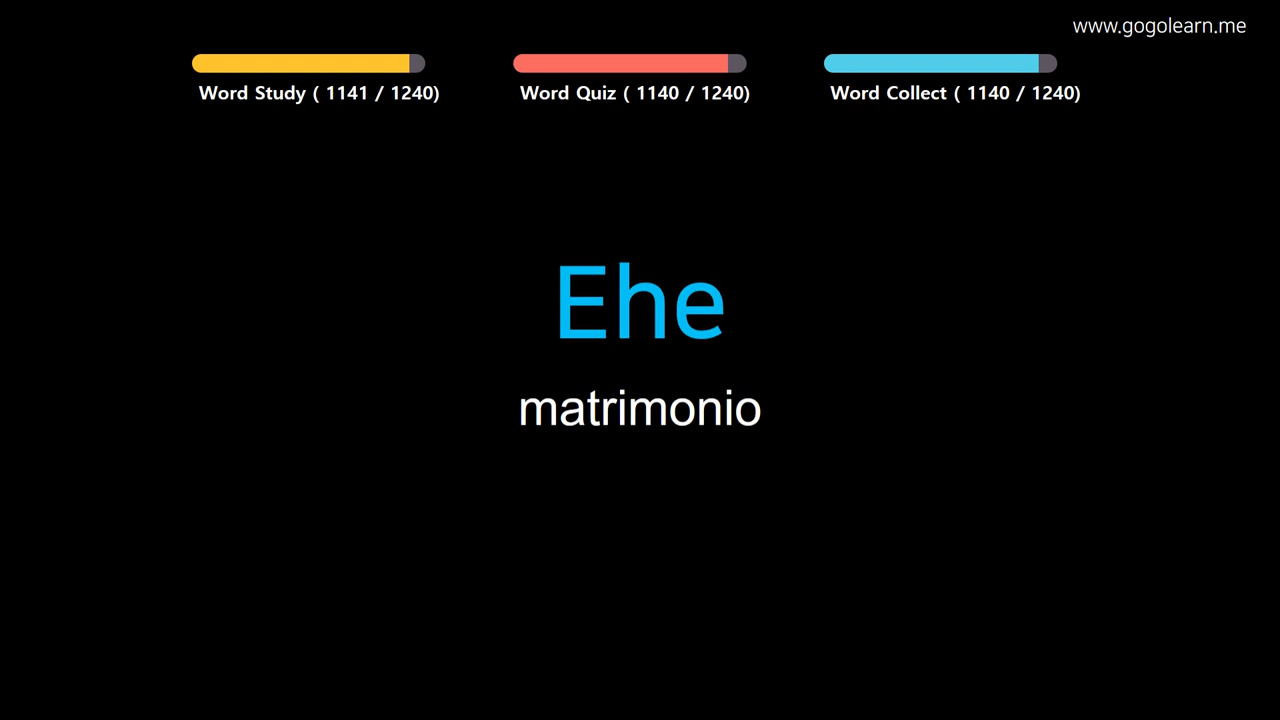 www.gogolearn.me
Word Study ( 1141 / 1240)
Word Quiz ( 1140 / 1240)
Word Collect ( 1140 / 1240)
Ehe
matrimonio